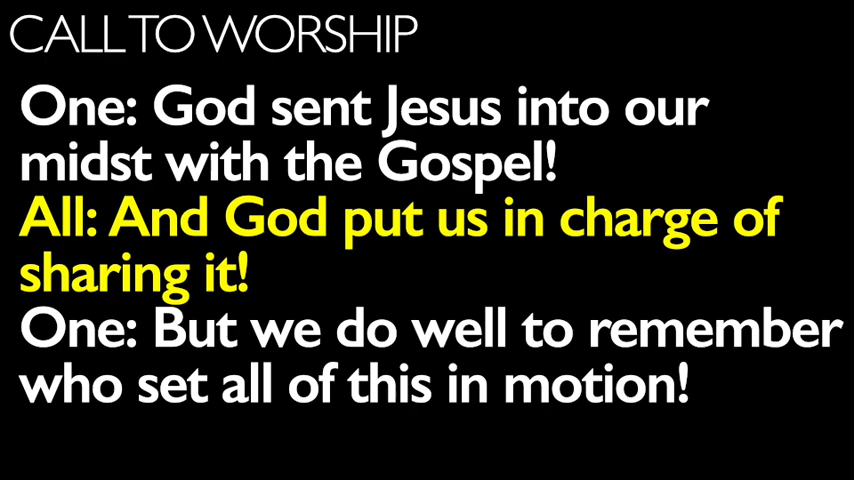 CALL TO WORSHIP
One: God sent Jesus into our
midst with the Gospel!
All: And God put us in charge of
sharing it!
One: But we do well to remember
who set all of this in motion!